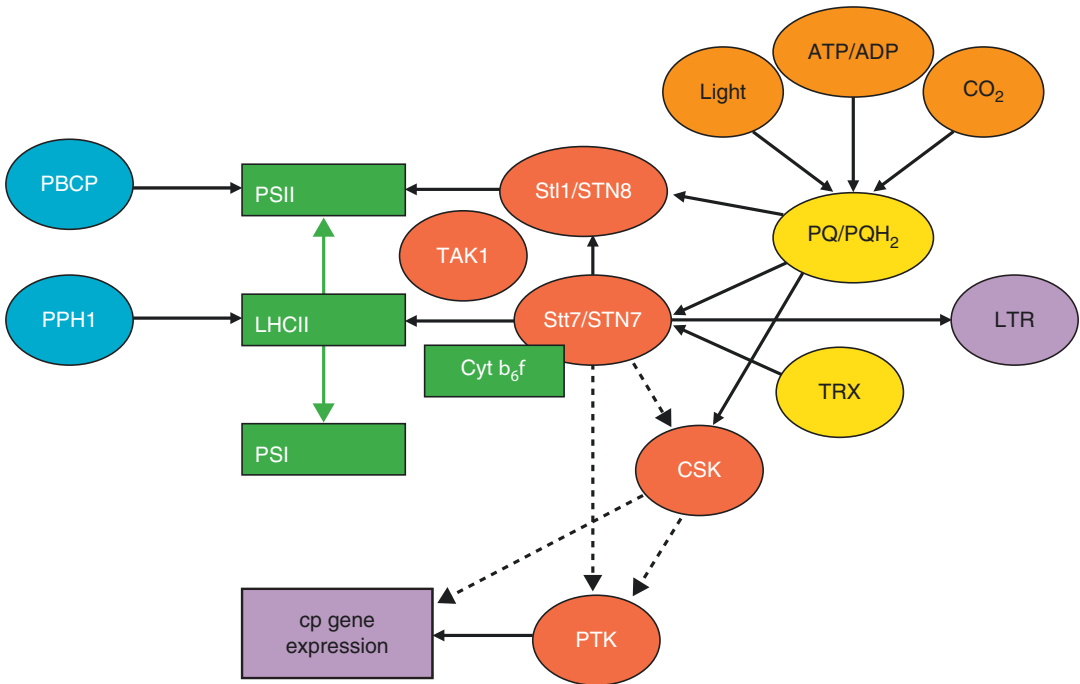 ATP/ADP
Light
CO₂
PBCP
PSII
Stl1/STN8
PQ/PQH₂
TAK1
PPH1
LHCII
Stt7/STN7
LTR
Cyt b₆f
TRX
PSI
CSK
cp gene
expression
PTK